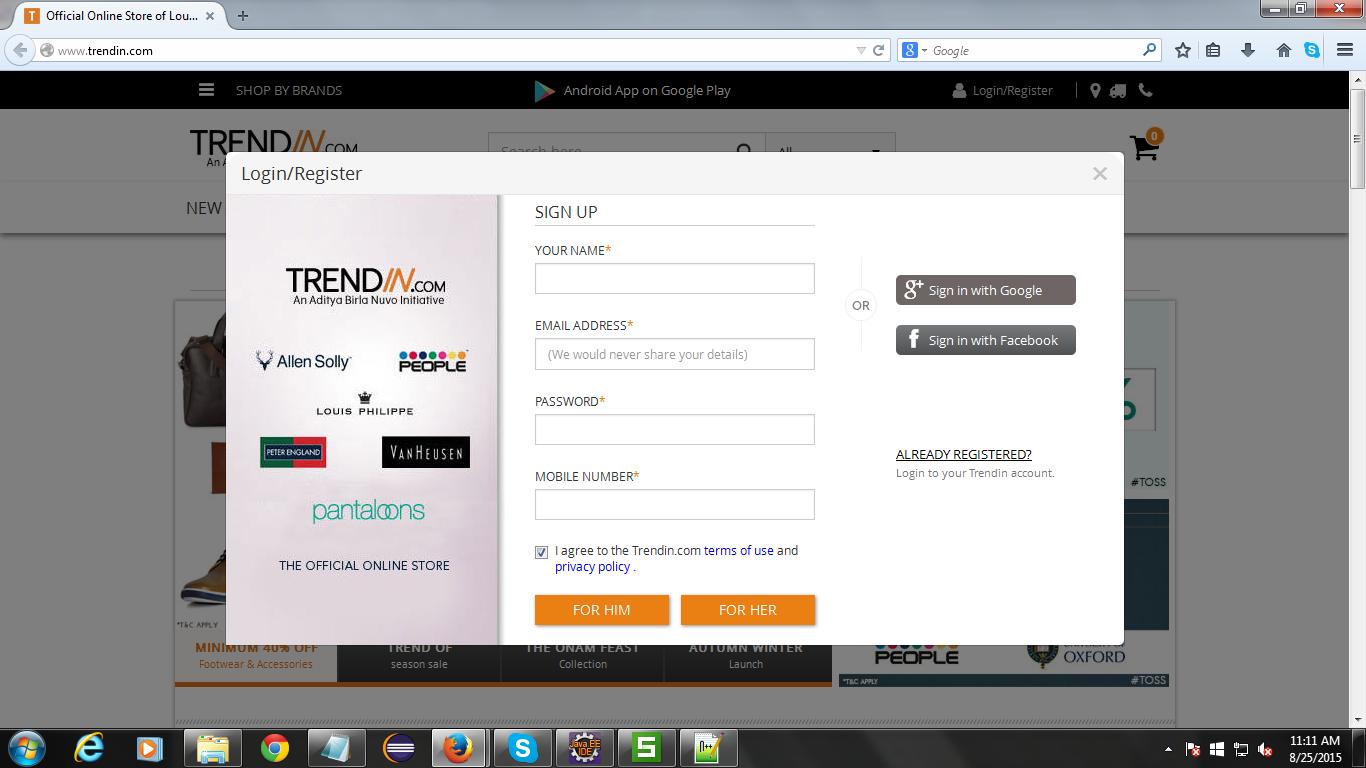 Official Online Store of Lou...
www.trendin.com
Google
SHOP BY BRANDS
Android App on Google Play
Login/Register
TRENDIN.COM
0
An A
Search here
All
Login/Register
NEW
TRENDIN.COM
An Aditya Birla Nuvo Initiative
Allen Solly
PEOPLE
LOUIS PHILIPPE
PETER ENGLAND
VANHEUSEN
pantaloons
THE OFFICIAL ONLINE STORE
SIGN UP
YOUR NAME*
EMAIL ADDRESS*
(We would never share your details)
PASSWORD*
MOBILE NUMBER*
I agree to the Trendin.com terms of use and
privacy policy .
FOR HIM
FOR HER
OR
g+ Sign in with Google
f Sign in with Facebook
ALREADY REGISTERED?
Login to your Trendin account.
#TOSS
*T&C APPLY
MINIMUM 40% OFF
Footwear & Accessories
TREND OF
season sale
THE ONAM FEAST
Collection
AUTUMN WINTER
Launch
PEOPLE
OXFORD
*T&C APPLY
#TOSS
Java EE
IDE
11:11 AM
8/25/2015